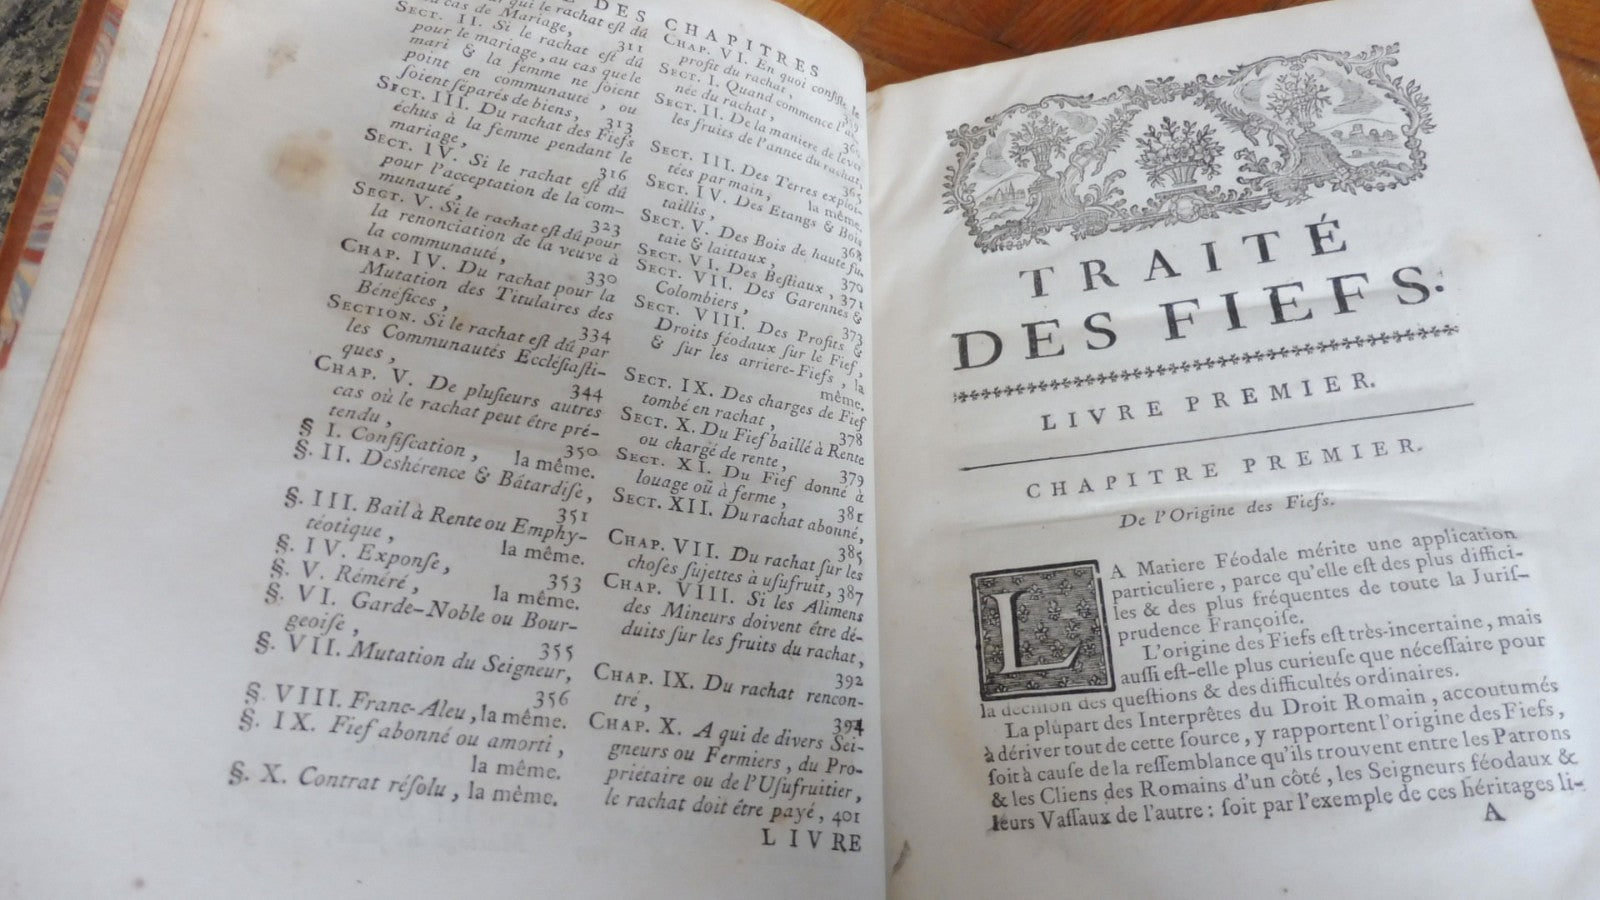 DES CHAPITRES
qui le rachat eſt dû
au cas de Mariage, 311
SECT. II. Si le rachat eſt dû
pour le mariage, au cas que le
mari & la femme ne ſoient
point en communauté, ou
ſoient ſéparés de biens, 313
SECT. III. Du rachat des Fiefs
échus à la femme pendant le
mariage, 316
SECT. IV. Si le rachat eſt dû
pour l'acceptation de la com-
munauté, 323
SECT. V. Si le rachat eſt dû pour
la renonciation de la veuve à
la communauté, 330
CHAP. IV. Du rachat pour la
Mutation des Titulaires des
Bénéfices, 334
SECTION. Si le rachat eſt dû par
les Communautés Eccléſiaſti-
ques, 344
CHAP. V. De pluſieurs autres
cas où le rachat peut être pré-
tendu, 350
§ I. Confiſcation, la même.
§. II. Deshérence & Bâtardiſe,
351
§. III. Bail à Rente ou Emphy-
téotique, la même.
§. IV. Exponſe, 353
§. V. Réméré, la même.
§. VI. Garde-Noble ou Bour-
geoiſe, 355
§. VII. Mutation du Seigneur,
356
§. VIII. Franc-Aleu, la même.
§. IX. Fief abonné ou amorti,
la même.
§. X. Contrat réſolu, la même.
CHAP. VI. En quoi conſiſte le
profit du rachat, 359
SECT. I. Quand commence l'an-
née du rachat,
SECT. II. De la maniere de lever
les fruits de l'année du rachat,
365
SECT. III. Des Terres exploi-
tées par main, la même.
SECT. IV. Des Etangs & Bois
taillis, 368
SECT. V. Des Bois de haute fu-
taie & laittaux, 370
SECT. VI. Des Beſtiaux, 371
SECT. VII. Des Garennes &
Colombiers, 373
SECT. VIII. Des Profits &
Droits féodaux ſur le Fief,
& ſur les arriere-Fiefs, la
même.
SECT. IX. Des charges de Fief
tombé en rachat, 378
SECT. X. Du Fief baillé à Rente
ou chargé de rente, 379
SECT. XI. Du Fief donné à
louage ou à ferme, 381
SECT. XII. Du rachat abonné,
385
CHAP. VII. Du rachat ſur les
choſes ſujettes à uſufruit, 387
CHAP. VIII. Si les Alimens
des Mineurs doivent être dé-
duits ſur les fruits du rachat,
392
CHAP. IX. Du rachat rencon-
tré, 394
CHAP. X. A qui de divers Sei-
gneurs ou Fermiers, du Pro-
priétaire ou de l'Uſufruitier,
le rachat doit être payé, 401
LIVRE
TRAITÉ
DES FIEFS.
LIVRE PREMIER.
CHAPITRE PREMIER.
De l'Origine des Fiefs.
LA Matiere Féodale mérite une application
particuliere, parce qu'elle eſt des plus diffici-
les & des plus fréquentes de toute la Juriſ-
prudence Françoiſe.
L'origine des Fiefs eſt très-incertaine, mais
auſſi eſt-elle plus curieuſe que néceſſaire pour
la déciſion des queſtions & des difficultés ordinaires.
La plûpart des Interprêtes du Droit Romain, accoutumés
à dériver tout de cette ſource, y rapportent l'origine des Fiefs,
ſoit à cauſe de la reſſemblance qu'ils trouvent entre les Patrons
& les Cliens des Romains d'un côté, les Seigneurs féodaux &
leurs Vaſſaux de l'autre: ſoit par l'exemple de ces héritages li-
A